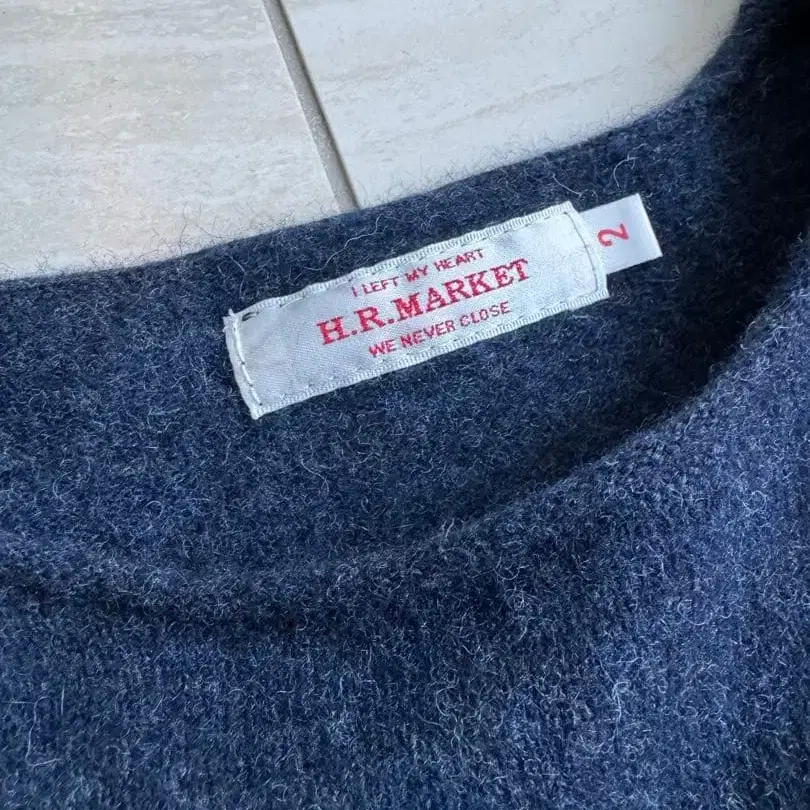 I LEFT MY HEART
H.R.MARKET
WE NEVER CLOSE
2